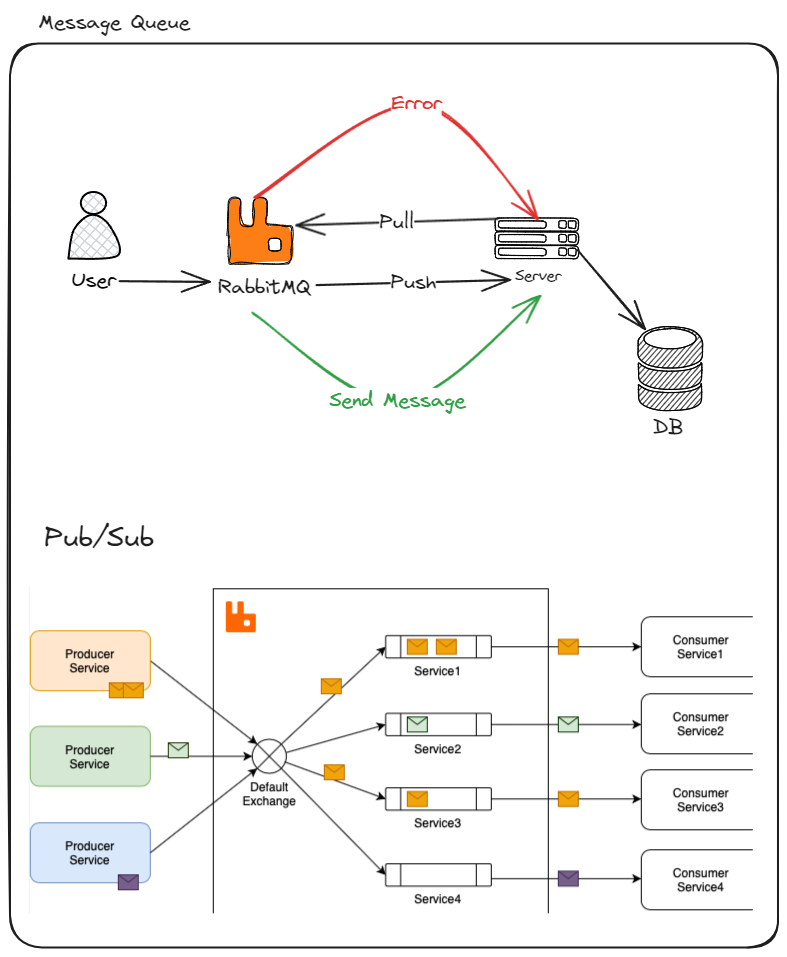 Message Queue
Error
Pull
User
RabbitMQ
Push
Server
Send Message
DB
Pub/Sub
Producer
Service
Producer
Service
Producer
Service
Default
Exchange
Service1
Service2
Service3
Service4
Consumer
Service1
Consumer
Service2
Consumer
Service3
Consumer
Service4